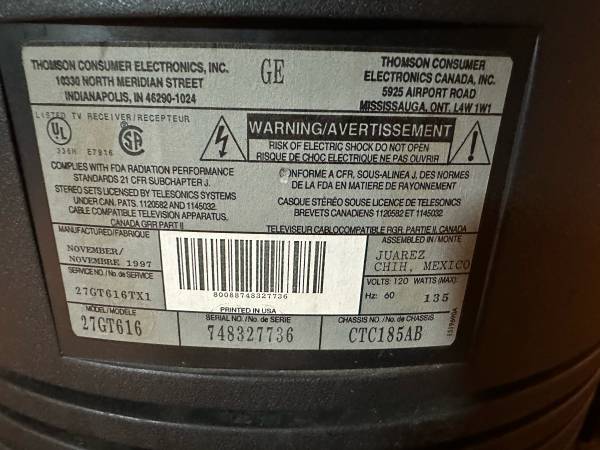 THOMSON CONSUMER ELECTRONICS, INC.
10330 NORTH MERIDIAN STREET
INDIANAPOLIS, IN 46290-1024
GE
THOMSON CONSUMER
ELECTRONICS CANADA, INC.
5925 AIRPORT ROAD
MISSISSAUGA, ONT. L4W 1W1
LISTED TV RECEIVER/RECEPTEUR
UL
SA
336H E7916
WARNING/AVERTISSEMENT
RISK OF ELECTRIC SHOCK DO NOT OPEN
RISQUE DE CHOC ELECTRIQUE NE PAS OUVRIR
COMPLIES WITH FDA RADIATION PERFORMANCE
STANDARDS 21 CFR SUBCHAPTER J.
STEREO SETS LICENSED BY TELESONICS SYSTEMS
UNDER CAN. PATS. 1120582 AND 1145032.
CABLE COMPATIBLE TELEVISION APPARATUS.
CANADA GRR PART II
CONFORME A CFR, SOUS-ALINEA J, DES NORMES
DE LA FDA EN MATIERE DE RAYONNEMENT
CASQUE STÉRÉO SOUSE LICENCE DE TELESONICS
BREVETS CANADIENS 1120582 ET 1145032.
TELEVISEUR CABLOCOMPATIBLE RGR, PARTIE II, CANADA
MANUFACTURED/FABRIQUE
NOVEMBER/
NOVEMBRE 1997
SERVICE NO./No. de SERVICE
27GT616TX1
MODEL/MODELE
27GT616
80088748327736
PRINTED IN USA
SERIAL NO./No. de SERIE
748327736
ASSEMBLED IN/MONTE
JUAREZ
CHIH, MEXICO
VOLTS: 120 WATTS (MAX):
Hz: 60 135
CHASSIS NO./No. de CHASSIS
CTC185AB